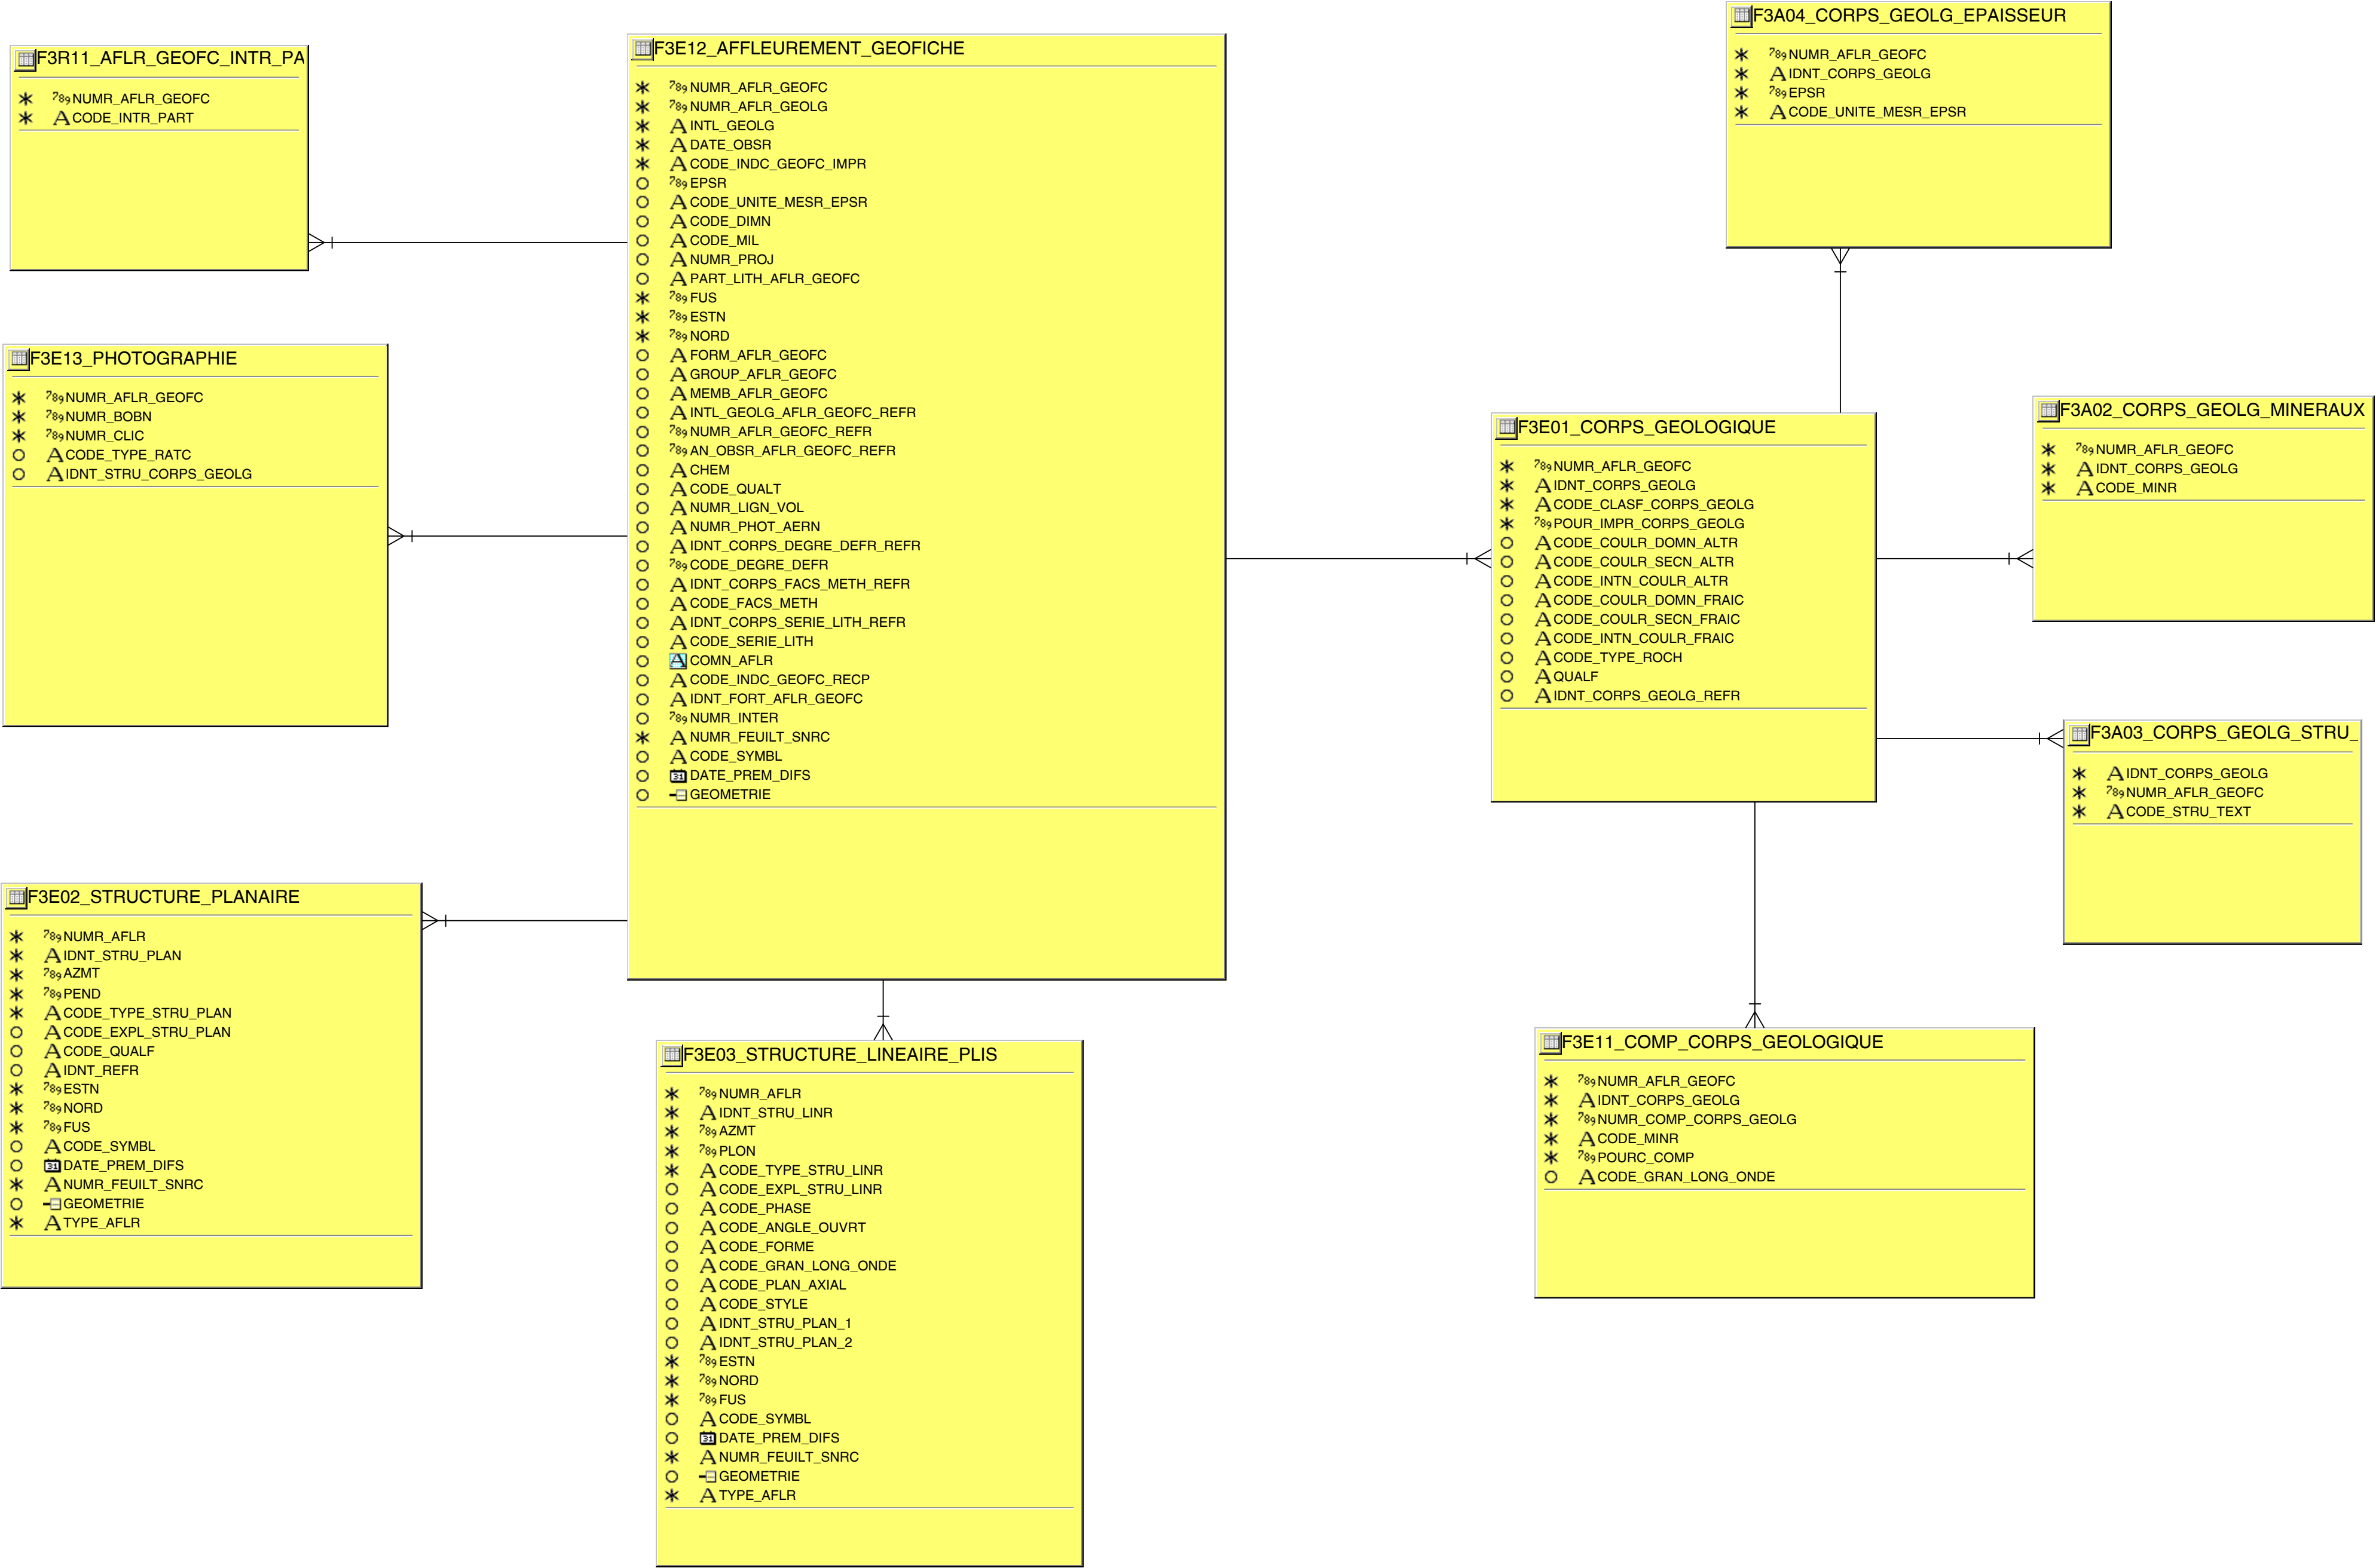 F3R11_AFLR_GEOFC_INTR_PA
NUMR_AFLR_GEOFC
CODE_INTR_PART
F3E13_PHOTOGRAPHIE
NUMR_AFLR_GEOFC
NUMR_BOBN
NUMR_CLIC
CODE_TYPE_RATC
IDNT_STRU_CORPS_GEOLG
F3E02_STRUCTURE_PLANAIRE
NUMR_AFLR
IDNT_STRU_PLAN
AZMT
PEND
CODE_TYPE_STRU_PLAN
CODE_EXPL_STRU_PLAN
CODE_QUALF
IDNT_REFR
ESTN
NORD
FUS
CODE_SYMBL
DATE_PREM_DIFS
NUMR_FEUILT_SNRC
GEOMETRIE
TYPE_AFLR
F3E12_AFFLEUREMENT_GEOFICHE
NUMR_AFLR_GEOFC
NUMR_AFLR_GEOLG
INTL_GEOLG
DATE_OBSR
CODE_INDC_GEOFC_IMPR
EPSR
CODE_UNITE_MESR_EPSR
CODE_DIMN
CODE_MIL
NUMR_PROJ
PART_LITH_AFLR_GEOFC
FUS
ESTN
NORD
FORM_AFLR_GEOFC
GROUP_AFLR_GEOFC
MEMB_AFLR_GEOFC
INTL_GEOLG_AFLR_GEOFC_REFR
NUMR_AFLR_GEOFC_REFR
AN_OBSR_AFLR_GEOFC_REFR
CHEM
CODE_QUALT
NUMR_LIGN_VOL
NUMR_PHOT_AERN
IDNT_CORPS_DEGRE_DEFR_REFR
CODE_DEGRE_DEFR
IDNT_CORPS_FACS_METH_REFR
CODE_FACS_METH
IDNT_CORPS_SERIE_LITH_REFR
CODE_SERIE_LITH
COMN_AFLR
CODE_INDC_GEOFC_RECP
IDNT_FORT_AFLR_GEOFC
NUMR_INTER
NUMR_FEUILT_SNRC
CODE_SYMBL
DATE_PREM_DIFS
GEOMETRIE
F3E03_STRUCTURE_LINEAIRE_PLIS
NUMR_AFLR
IDNT_STRU_LINR
AZMT
PLON
CODE_TYPE_STRU_LINR
CODE_EXPL_STRU_LINR
CODE_PHASE
CODE_ANGLE_OUVRT
CODE_FORME
CODE_GRAN_LONG_ONDE
CODE_PLAN_AXIAL
CODE_STYLE
IDNT_STRU_PLAN_1
IDNT_STRU_PLAN_2
ESTN
NORD
FUS
CODE_SYMBL
DATE_PREM_DIFS
NUMR_FEUILT_SNRC
GEOMETRIE
TYPE_AFLR
F3A04_CORPS_GEOLG_EPAISSEUR
NUMR_AFLR_GEOFC
IDNT_CORPS_GEOLG
EPSR
CODE_UNITE_MESR_EPSR
F3E01_CORPS_GEOLOGIQUE
NUMR_AFLR_GEOFC
IDNT_CORPS_GEOLG
CODE_CLASF_CORPS_GEOLG
POUR_IMPR_CORPS_GEOLG
CODE_COULR_DOMN_ALTR
CODE_COULR_SECN_ALTR
CODE_INTN_COULR_ALTR
CODE_COULR_DOMN_FRAIC
CODE_COULR_SECN_FRAIC
CODE_INTN_COULR_FRAIC
CODE_TYPE_ROCH
QUALF
IDNT_CORPS_GEOLG_REFR
F3A02_CORPS_GEOLG_MINERAUX
NUMR_AFLR_GEOFC
IDNT_CORPS_GEOLG
CODE_MINR
F3A03_CORPS_GEOLG_STRU_
IDNT_CORPS_GEOLG
NUMR_AFLR_GEOFC
CODE_STRU_TEXT
F3E11_COMP_CORPS_GEOLOGIQUE
NUMR_AFLR_GEOFC
IDNT_CORPS_GEOLG
NUMR_COMP_CORPS_GEOLG
CODE_MINR
POURC_COMP
CODE_GRAN_LONG_ONDE